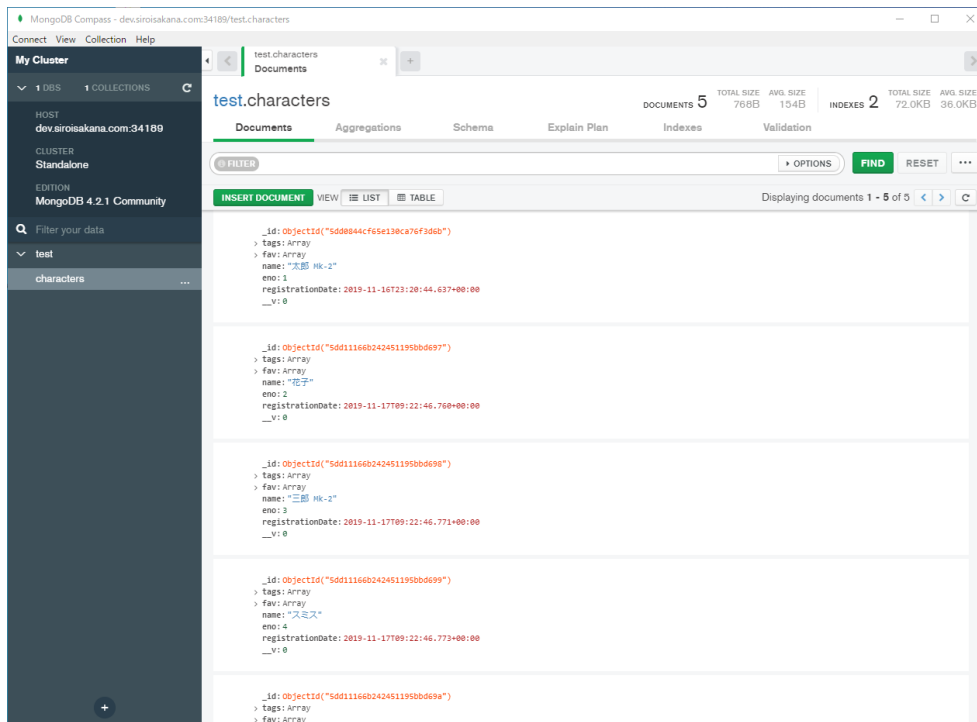 MongoDB Compass - dev.siroisakana.com:34189/test.characters
Connect View Collection Help
My Cluster
1 DBS 1 COLLECTIONS
HOST
dev.siroisakana.com:34189
CLUSTER
Standalone
EDITION
MongoDB 4.2.1 Community
Filter your data
test
characters
...
test.characters
Documents
test.characters
DOCUMENTS 5 TOTAL SIZE 768B AVG. SIZE 154B INDEXES 2 TOTAL SIZE 72.0KB AVG. SIZE 36.0KB
Documents Aggregations Schema Explain Plan Indexes Validation
FILTER OPTIONS FIND RESET ...
INSERT DOCUMENT VIEW LIST TABLE Displaying documents 1 - 5 of 5
_id: ObjectId("5dd0844cf65e130ca76f3d6b")
tags: Array
fav: Array
name: "太郎 Mk-2"
eno: 1
registrationDate: 2019-11-16T23:20:44.637+00:00
__v: 0
_id: ObjectId("5dd11166b242451195bbd697")
tags: Array
fav: Array
name: "花子"
eno: 2
registrationDate: 2019-11-17T09:22:46.760+00:00
__v: 0
_id: ObjectId("5dd11166b242451195bbd698")
tags: Array
fav: Array
name: "三郎 Mk-2"
eno: 3
registrationDate: 2019-11-17T09:22:46.771+00:00
__v: 0
_id: ObjectId("5dd11166b242451195bbd699")
tags: Array
fav: Array
name: "スミス"
eno: 4
registrationDate: 2019-11-17T09:22:46.773+00:00
__v: 0
_id: ObjectId("5dd11166b242451195bbd69a")
tags: Array
fav: Array